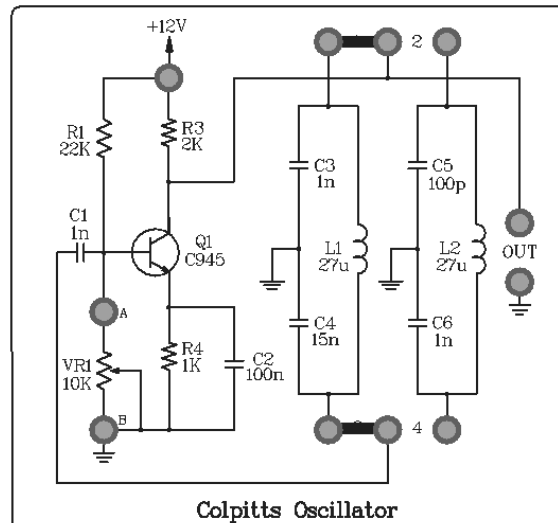 +12V
2
R1
22K
R3
2K
C3
1n
C5
100p
C1
1n
Q1
C945
L1
27u
L2
27u
OUT
A
C4
15n
C6
1n
VR1
10K
R4
1K
C2
100n
B
4
Colpitts Oscillator